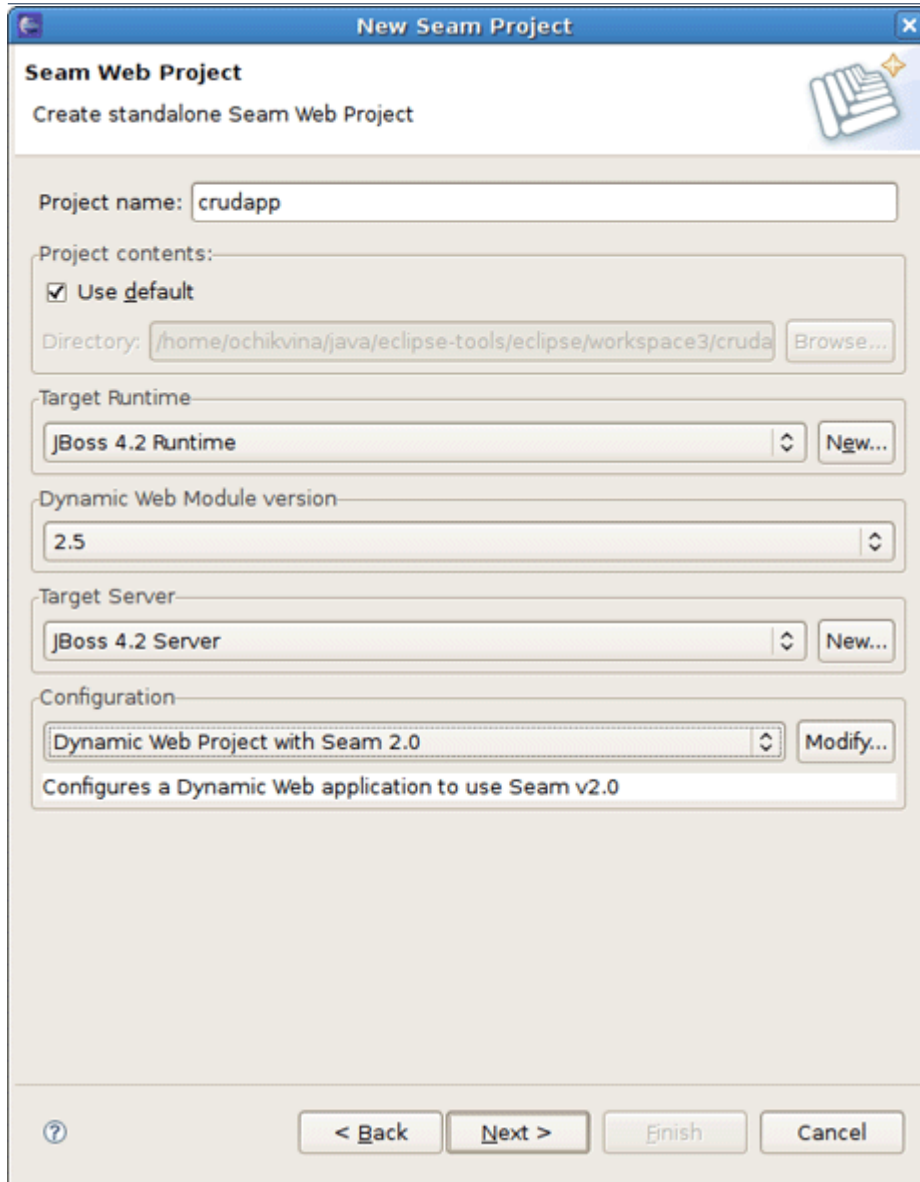 New Seam Project
Seam Web Project
Create standalone Seam Web Project
Project name: crudapp
Project contents:
Use default
Directory: /home/ochikvina/java/eclipse-tools/eclipse/workspace3/cruda Browse...
Target Runtime
JBoss 4.2 Runtime New...
Dynamic Web Module version
2.5
Target Server
JBoss 4.2 Server New...
Configuration
Dynamic Web Project with Seam 2.0 Modify...
Configures a Dynamic Web application to use Seam v2.0
? < Back Next > Finish Cancel